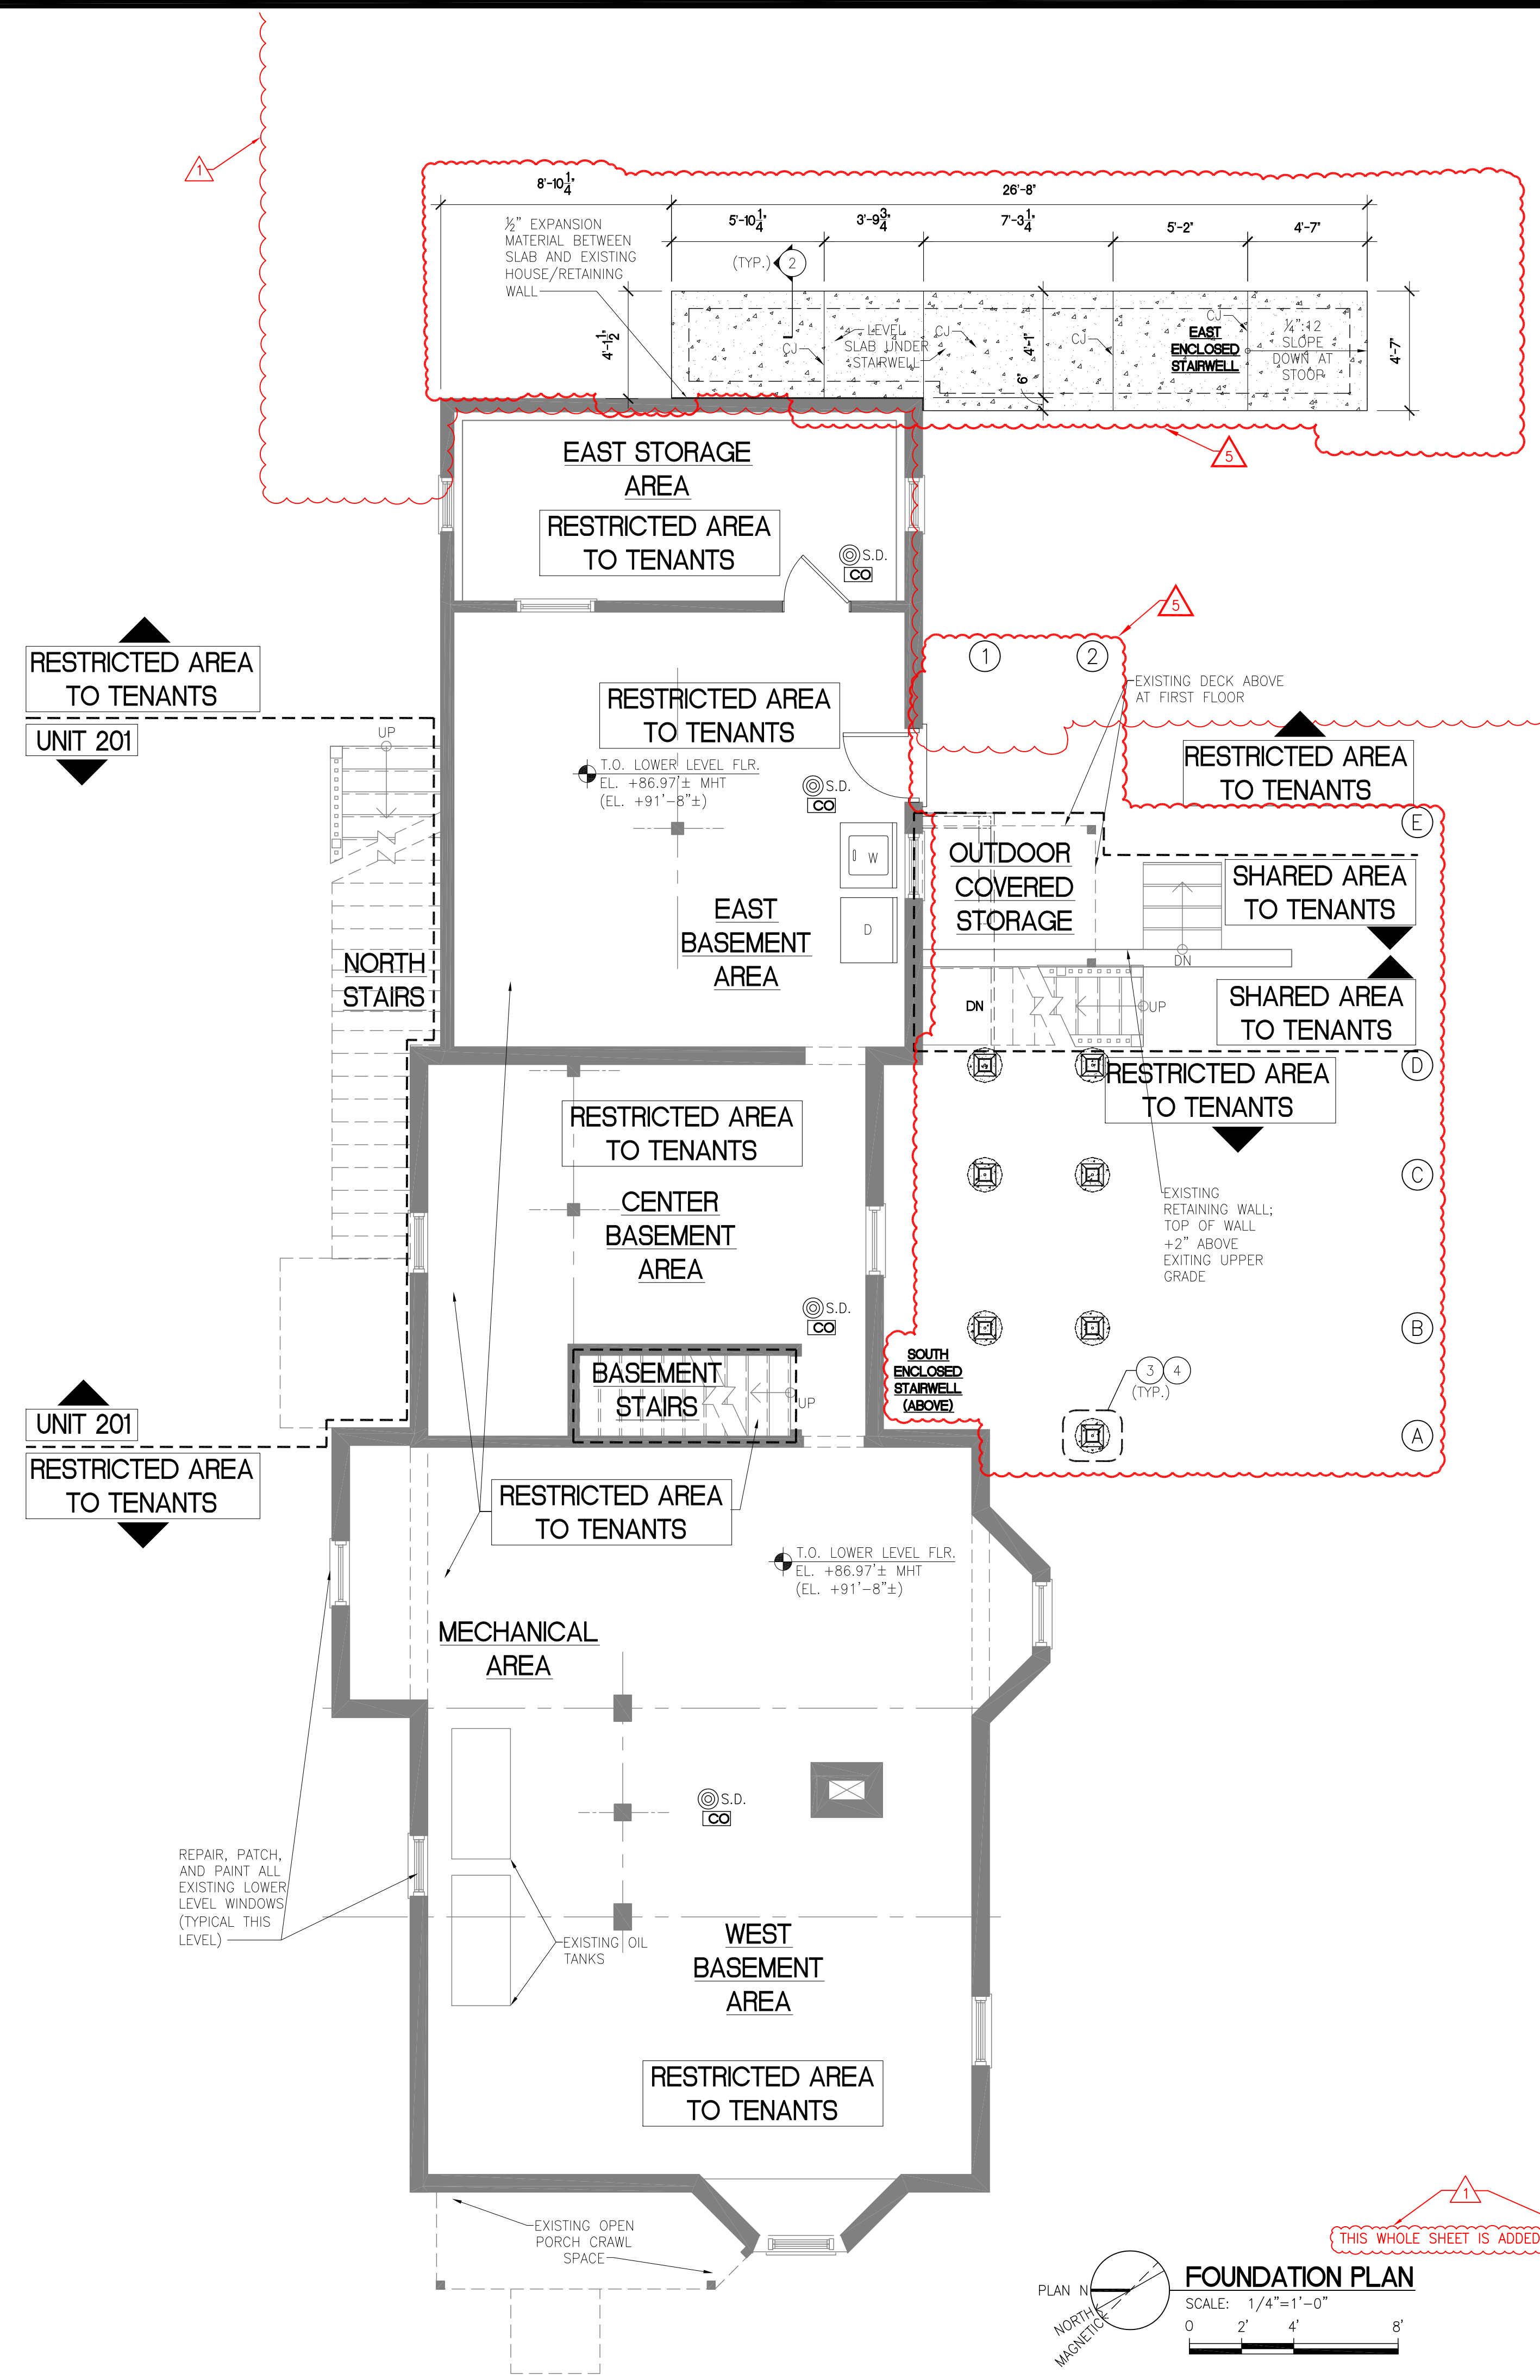 1
8'-10 1/4"
26'-8"
5'-10 1/4"
3'-9 3/4"
7'-3 1/4"
5'-2"
4'-7"
½" EXPANSION
MATERIAL BETWEEN
SLAB AND EXISTING
HOUSE/RETAINING
WALL
(TYP.)
2
4'-1 1/2"
CJ
LEVEL
SLAB UNDER
STAIRWELL
CJ
4'-1"
6"
CJ
CJ
EAST
ENCLOSED
STAIRWELL
¼":12
SLOPE
DOWN AT
STOOP
4'-7"
5
EAST STORAGE
AREA
RESTRICTED AREA
TO TENANTS
S.D.
CO
5
1
2
RESTRICTED AREA
TO TENANTS
UNIT 201
UP
RESTRICTED AREA
TO TENANTS
EXISTING DECK ABOVE
AT FIRST FLOOR
RESTRICTED AREA
TO TENANTS
T.O. LOWER LEVEL FLR.
EL. +86.97'± MHT
(EL. +91'-8"±)
S.D.
CO
E
W
D
OUTDOOR
COVERED
STORAGE
SHARED AREA
TO TENANTS
EAST
BASEMENT
AREA
NORTH
STAIRS
DN
SHARED AREA
TO TENANTS
DN
UP
D
RESTRICTED AREA
TO TENANTS
RESTRICTED AREA
TO TENANTS
CENTER
BASEMENT
AREA
C
EXISTING
RETAINING WALL;
TOP OF WALL
+2" ABOVE
EXITING UPPER
GRADE
S.D.
CO
B
SOUTH
ENCLOSED
STAIRWELL
(ABOVE)
BASEMENT
STAIRS
UP
3
4
(TYP.)
A
UNIT 201
RESTRICTED AREA
TO TENANTS
RESTRICTED AREA
TO TENANTS
T.O. LOWER LEVEL FLR.
EL. +86.97'± MHT
(EL. +91'-8"±)
MECHANICAL
AREA
S.D.
CO
REPAIR, PATCH,
AND PAINT ALL
EXISTING LOWER
LEVEL WINDOWS
(TYPICAL THIS
LEVEL)
EXISTING OIL
TANKS
WEST
BASEMENT
AREA
RESTRICTED AREA
TO TENANTS
EXISTING OPEN
PORCH CRAWL
SPACE
1
THIS WHOLE SHEET IS ADDED
PLAN N
NORTH
MAGNETIC
FOUNDATION PLAN
SCALE: 1/4"=1'-0"
0 2' 4' 8'